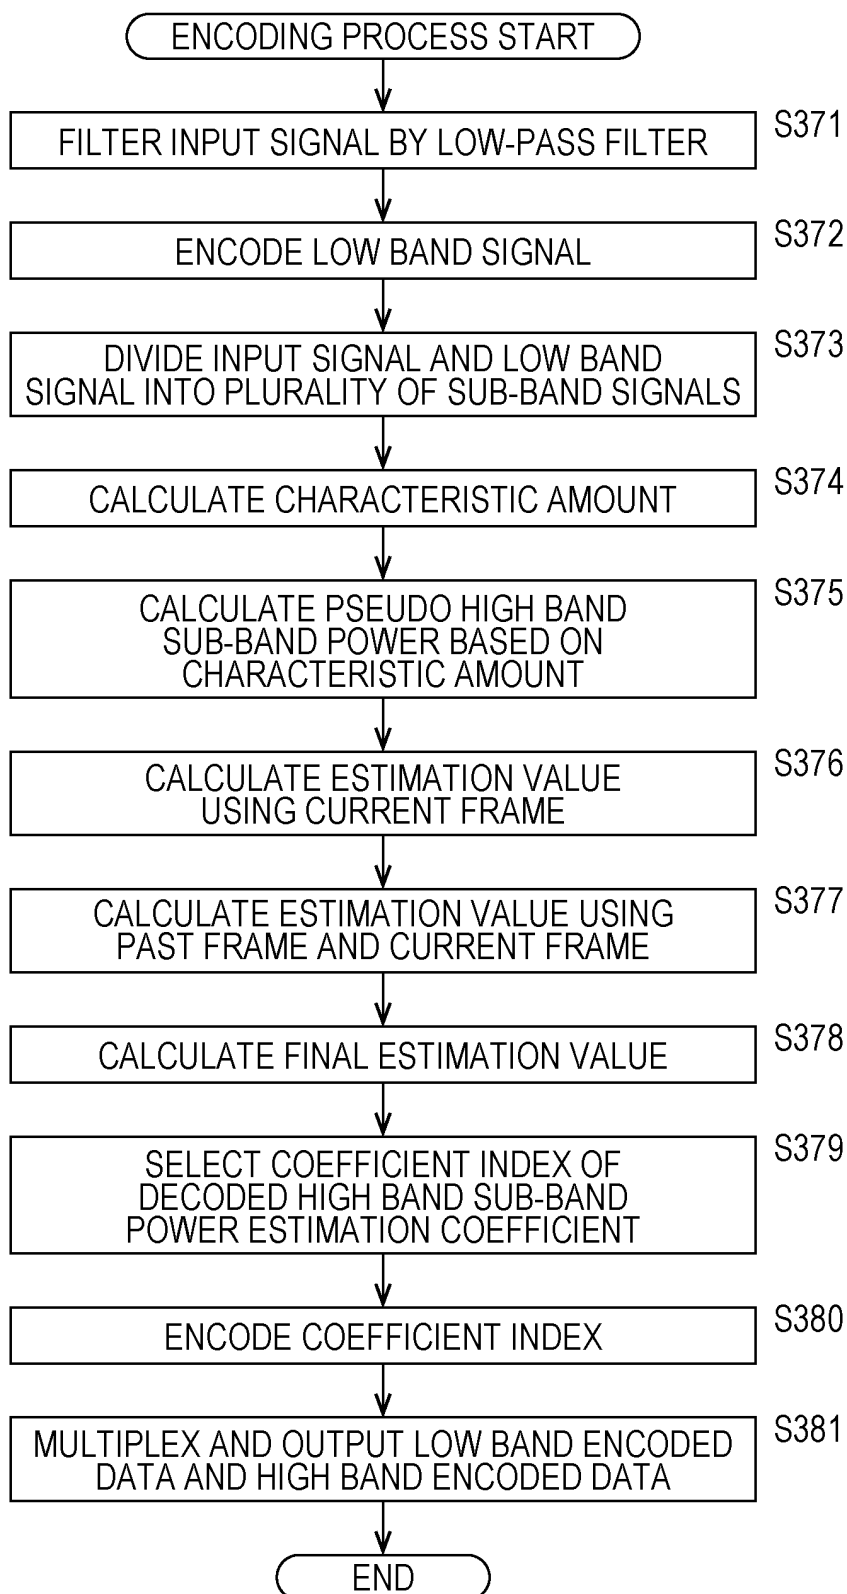 ENCODING PROCESS START
S371
FILTER INPUT SIGNAL BY LOW-PASS FILTER
S372
ENCODE LOW BAND SIGNAL
S373
DIVIDE INPUT SIGNAL AND LOW BAND
SIGNAL INTO PLURALITY OF SUB-BAND SIGNALS
S374
CALCULATE CHARACTERISTIC AMOUNT
S375
CALCULATE PSEUDO HIGH BAND
SUB-BAND POWER BASED ON
CHARACTERISTIC AMOUNT
S376
CALCULATE ESTIMATION VALUE
USING CURRENT FRAME
S377
CALCULATE ESTIMATION VALUE USING
PAST FRAME AND CURRENT FRAME
S378
CALCULATE FINAL ESTIMATION VALUE
S379
SELECT COEFFICIENT INDEX OF
DECODED HIGH BAND SUB-BAND
POWER ESTIMATION COEFFICIENT
S380
ENCODE COEFFICIENT INDEX
S381
MULTIPLEX AND OUTPUT LOW BAND ENCODED
DATA AND HIGH BAND ENCODED DATA
END